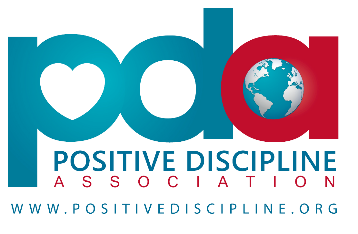 pda
POSITIVE DISCIPLINE
ASSOCIATION
WWW.POSITIVEDISCIPLINE.ORG